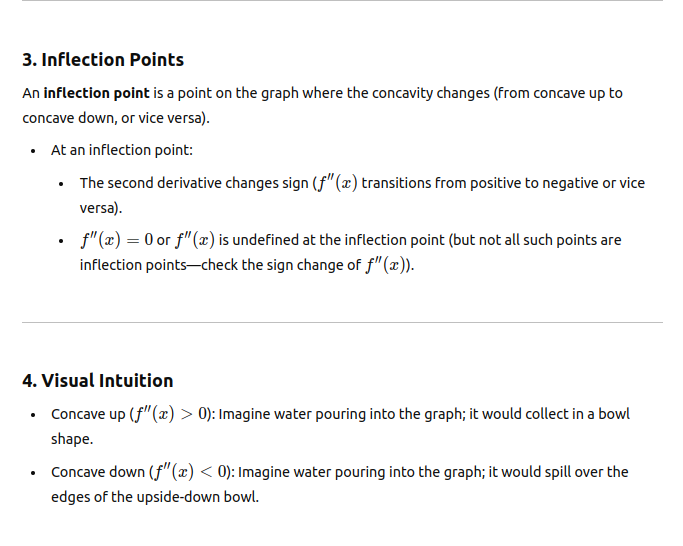 3. Inflection Points
An inflection point is a point on the graph where the concavity changes (from concave up to
concave down, or vice versa).
• At an inflection point:
• The second derivative changes sign (f′′(x) transitions from positive to negative or vice
versa).
• f′′(x) = 0 or f′′(x) is undefined at the inflection point (but not all such points are
inflection points—check the sign change of f′′(x)).
4. Visual Intuition
• Concave up (f′′(x) > 0): Imagine water pouring into the graph; it would collect in a bowl
shape.
• Concave down (f′′(x) < 0): Imagine water pouring into the graph; it would spill over the
edges of the upside-down bowl.